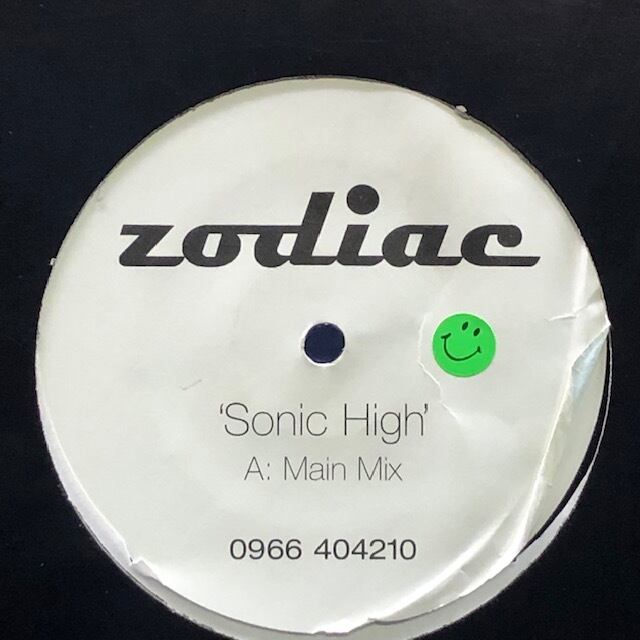 zodiac
‘Sonic High’
A: Main Mix
0966 404210